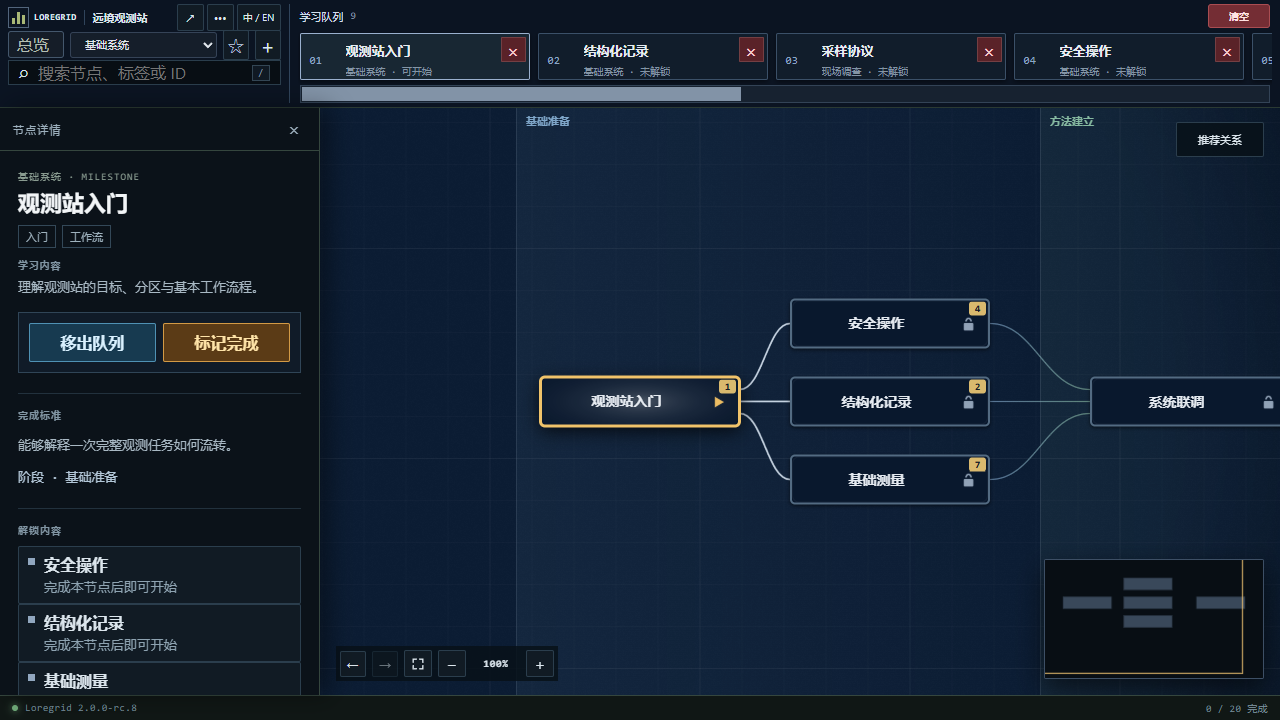 LOREGRID
远境观测站
↗
•••
中 / EN
总览
基础系统
☆
+
搜索节点、标签或 ID
/
学习队列 9
清空
01
观测站入门
基础系统 · 可开始
×
02
结构化记录
基础系统 · 未解锁
×
03
采样协议
现场调查 · 未解锁
×
04
安全操作
基础系统 · 未解锁
×
05
节点详情
×
基础系统 · MILESTONE
观测站入门
入门
工作流
学习内容
理解观测站的目标、分区与基本工作流程。
移出队列
标记完成
完成标准
能够解释一次完整观测任务如何流转。
阶段 · 基础准备
解锁内容
安全操作
完成本节点后即可开始
结构化记录
完成本节点后即可开始
基础测量
基础准备
方法建立
推荐关系
4
安全操作
1
观测站入门
2
结构化记录
系统联调
7
基础测量
←
→
−
100%
+
Loregrid 2.0.0-rc.8
0 / 20 完成